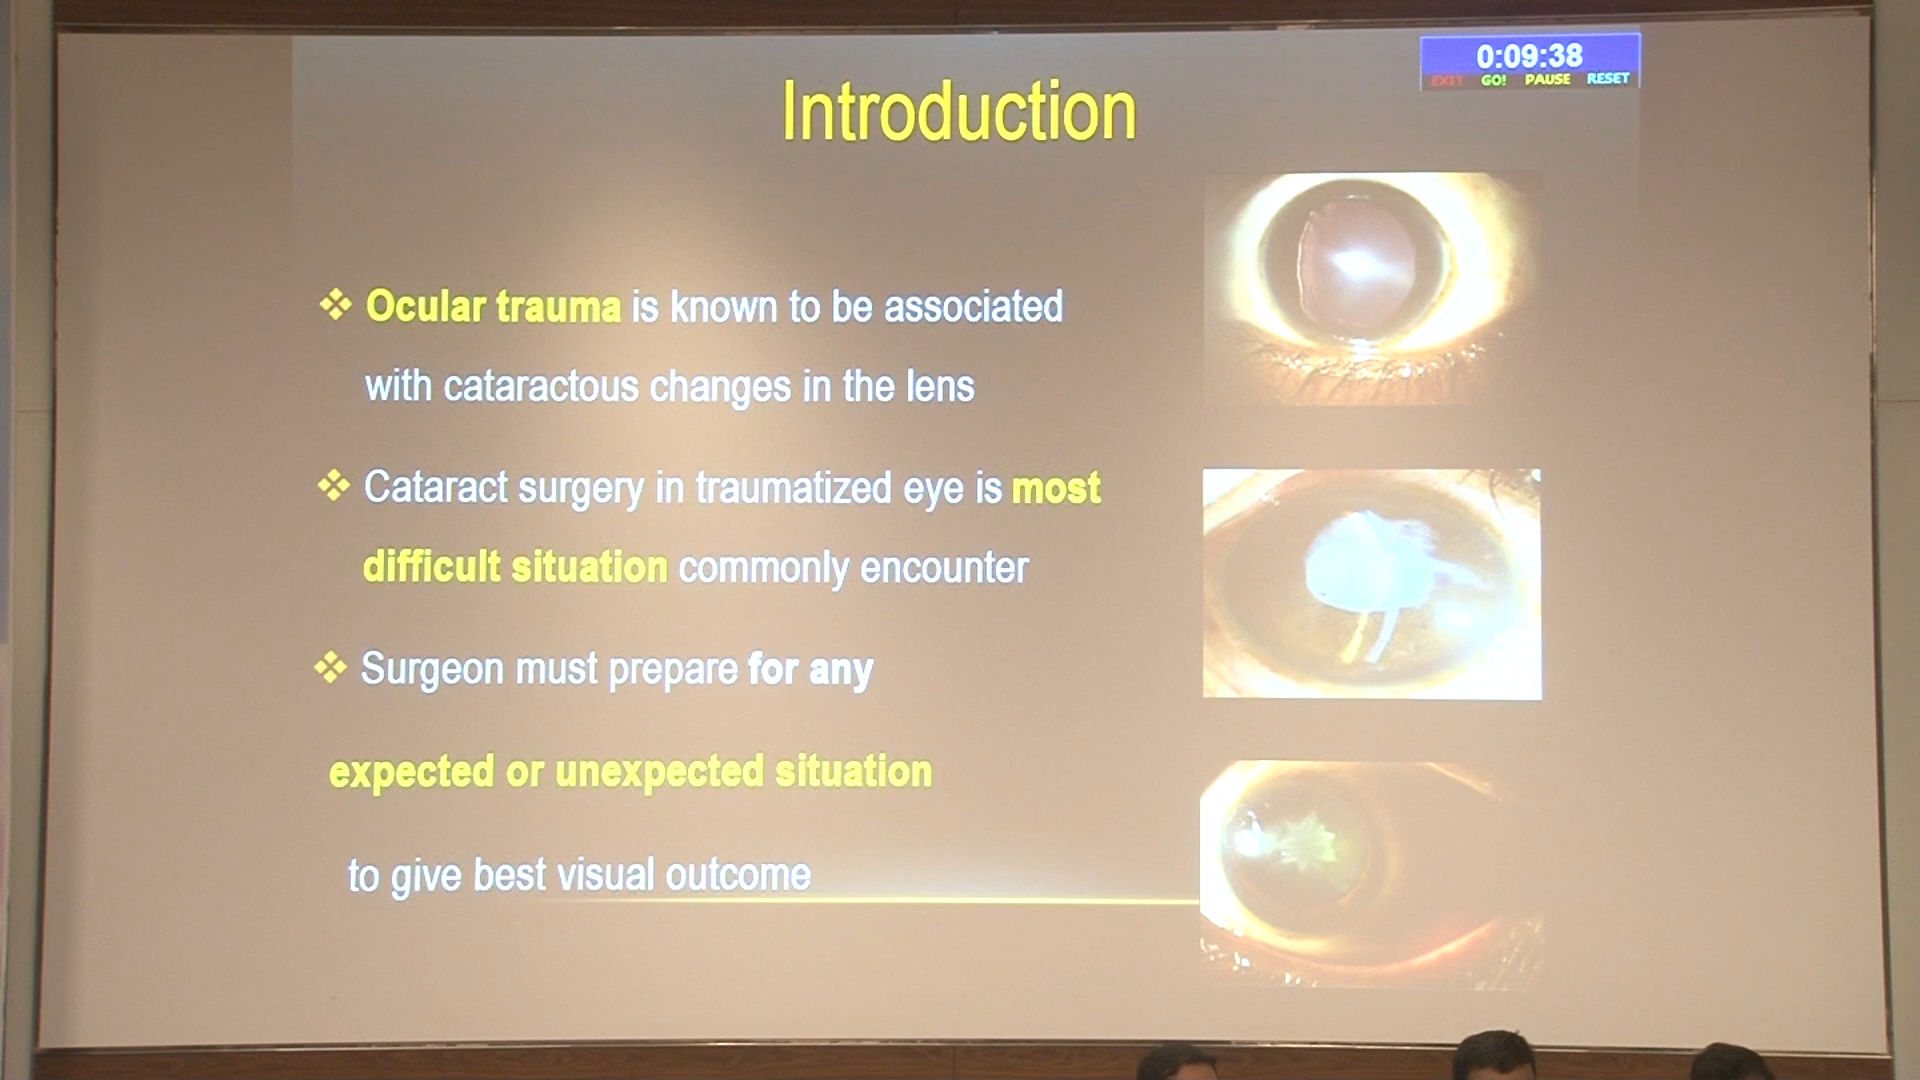 0:09:38
EXIT GO! PAUSE RESET
Introduction
❖ Ocular trauma is known to be associated
with cataractous changes in the lens
❖ Cataract surgery in traumatized eye is most
difficult situation commonly encounter
❖ Surgeon must prepare for any
expected or unexpected situation
to give best visual outcome